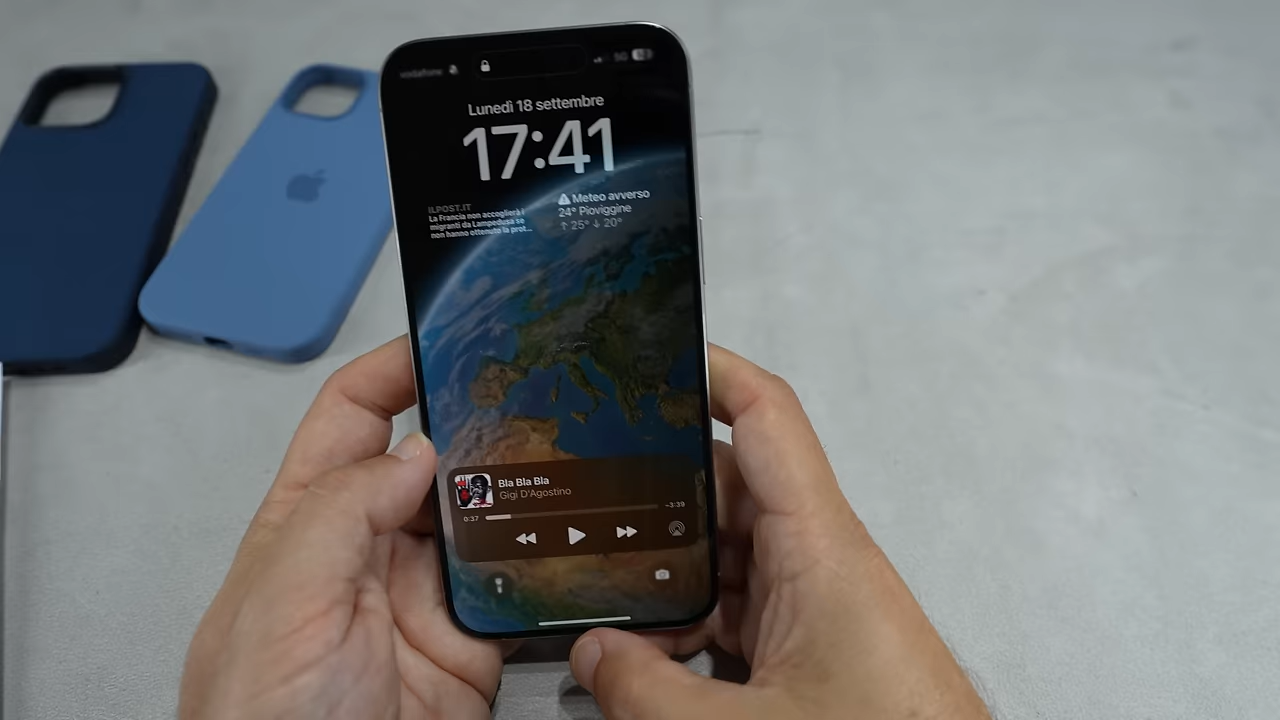 vodafone
5G
Lunedì 18 settembre
17:41
ILPOST.IT
La Francia non accoglierà i
migranti da Lampedusa se
non hanno ottenuto la prot...
Meteo avverso
24° Pioviggine
↑ 25° ↓ 20°
Bla Bla Bla
Gigi D'Agostino
0:37
-3:39